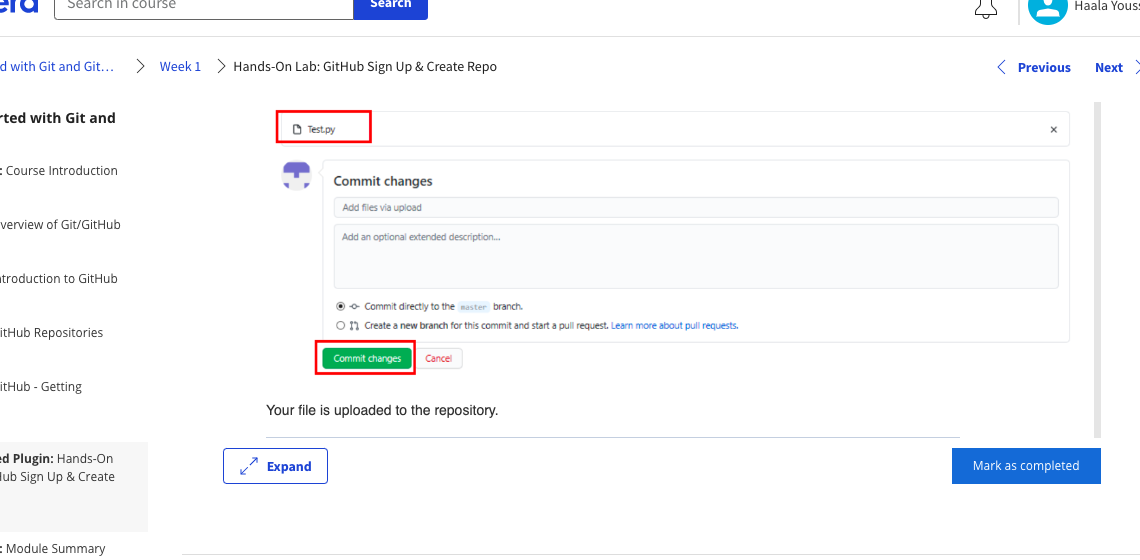 Search in course
Search
Haala Youss
d with Git and Git…
Week 1
Hands-On Lab: GitHub Sign Up & Create Repo
Previous
Next
rted with Git and
: Course Introduction
verview of Git/GitHub
ntroduction to GitHub
itHub Repositories
itHub - Getting
ed Plugin: Hands-On
Hub Sign Up & Create
: Module Summary
Test.py
×
Commit changes
Add files via upload
Add an optional extended description...
Commit directly to the master branch.
Create a new branch for this commit and start a pull request. Learn more about pull requests.
Commit changes
Cancel
Your file is uploaded to the repository.
Expand
Mark as completed